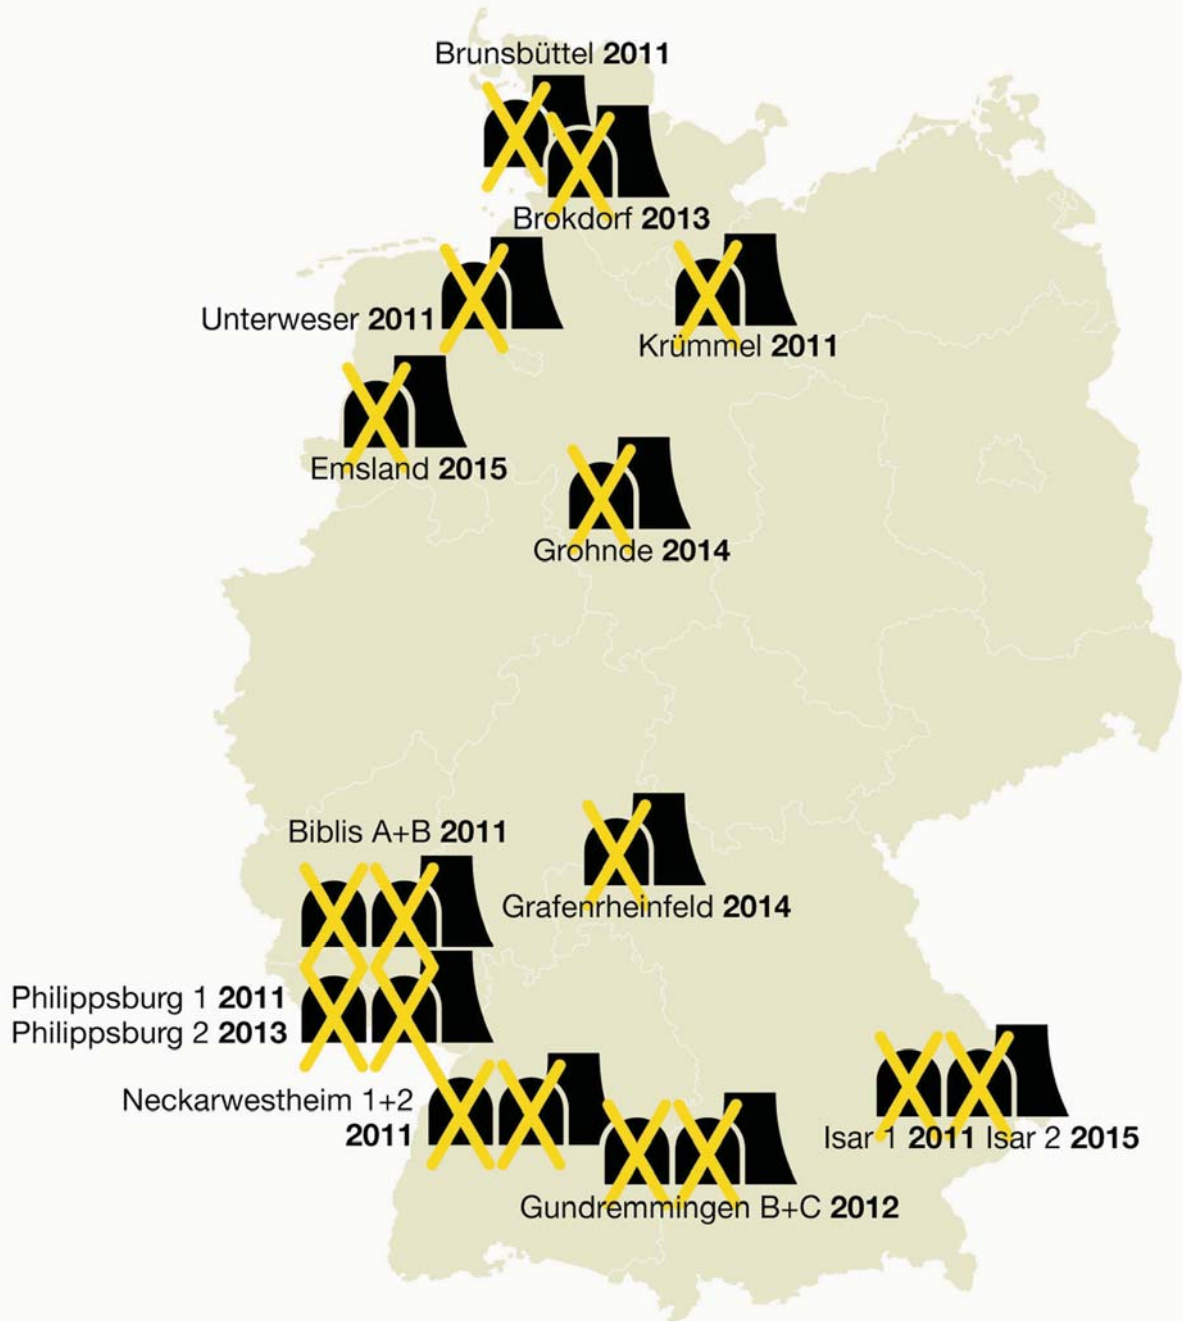 Brunsbüttel 2011
Brokdorf 2013
Unterweser 2011
Krümmel 2011
Emsland 2015
Grohnde 2014
Biblis A+B 2011
Grafenrheinfeld 2014
Philippsburg 1 2011
Philippsburg 2 2013
Neckarwestheim 1+2
2011
Isar 1 2011 Isar 2 2015
Gundremmingen B+C 2012